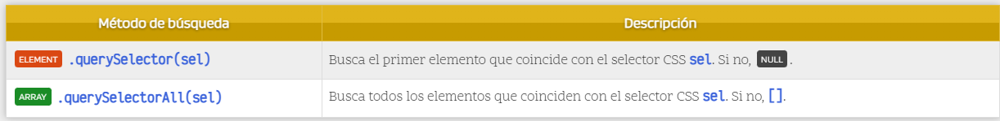 Método de búsqueda Descripción
ELEMENT .querySelector(sel) Busca el primer elemento que coincide con el selector CSS sel. Si no, NULL .
ARRAY .querySelectorAll(sel) Busca todos los elementos que coinciden con el selector CSS sel. Si no, [].